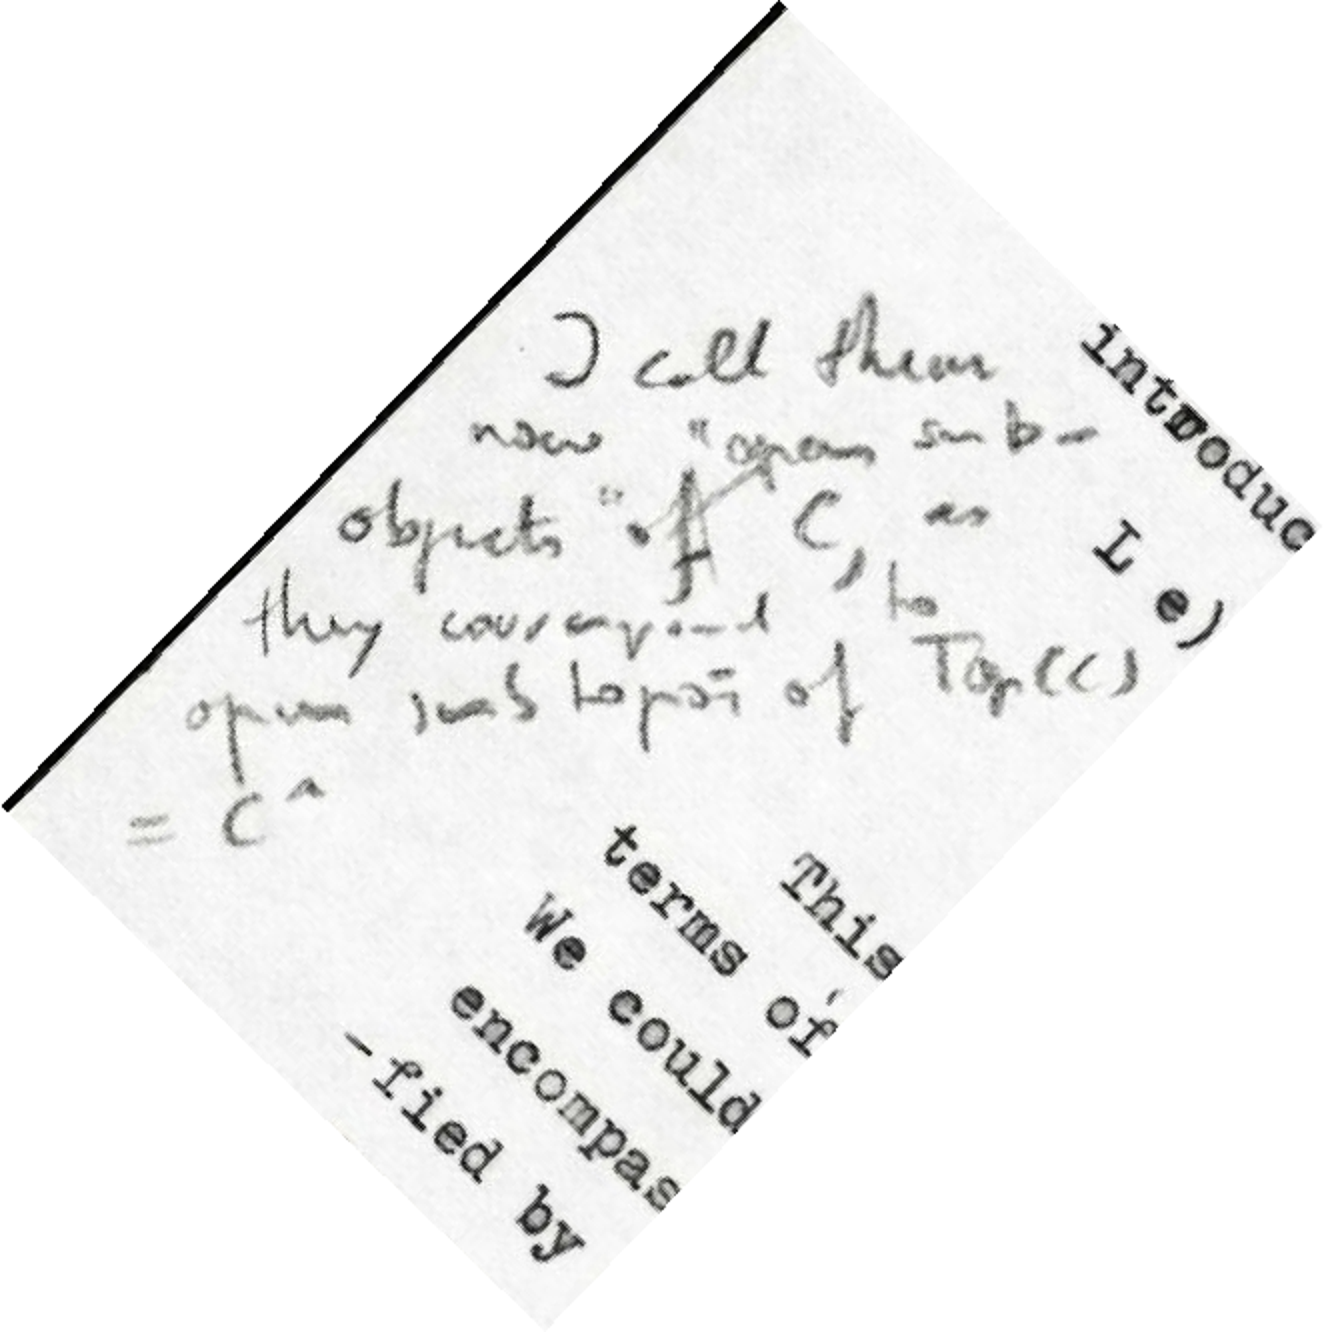 I call them
now "open sub-
objects" of C, as
they correspond to
open subtopoi of Top(C)
= C^
introduc
L e)
This
terms of
We could
encompas
-fied by